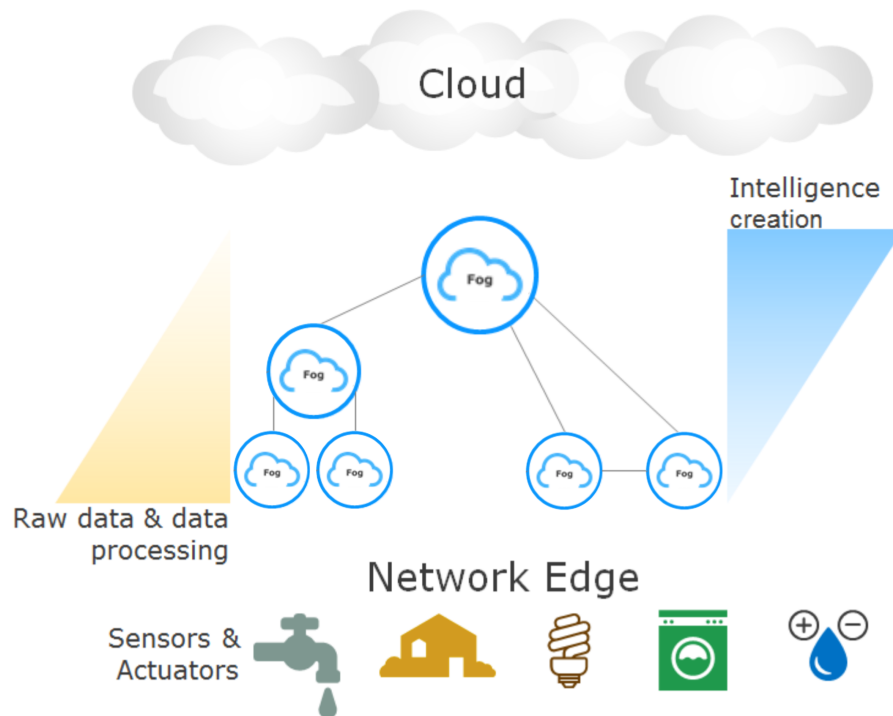 Cloud
Intelligence
creation
Fog
Fog
Fog
Fog
Fog
Fog
Raw data & data
processing
Network Edge
Sensors &
Actuators